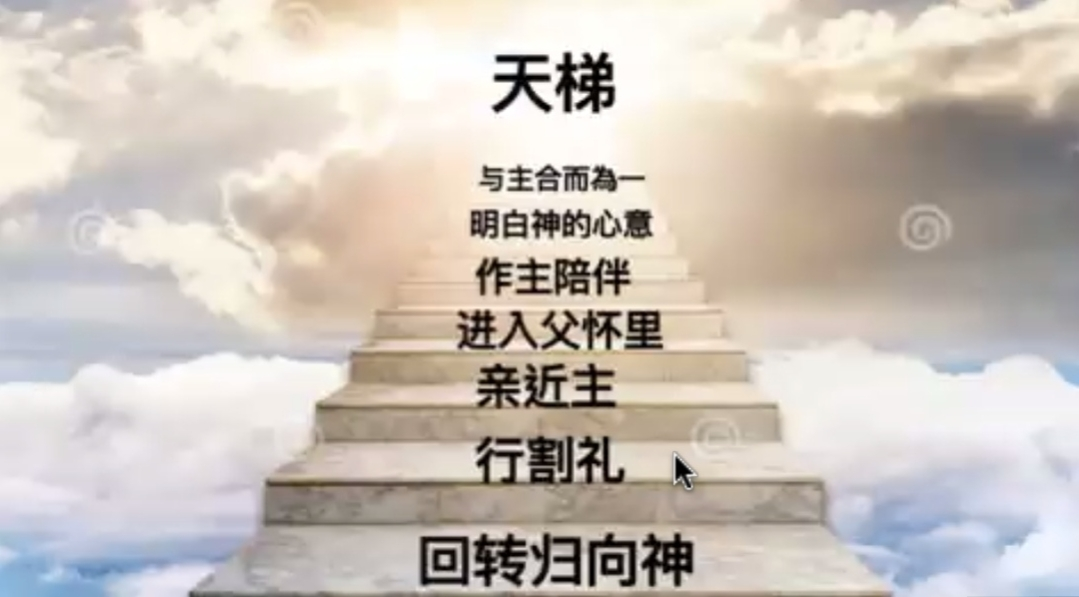 天梯
与主合而為一
明白神的心意
作主陪伴
进入父怀里
亲近主
行割礼
回转归向神